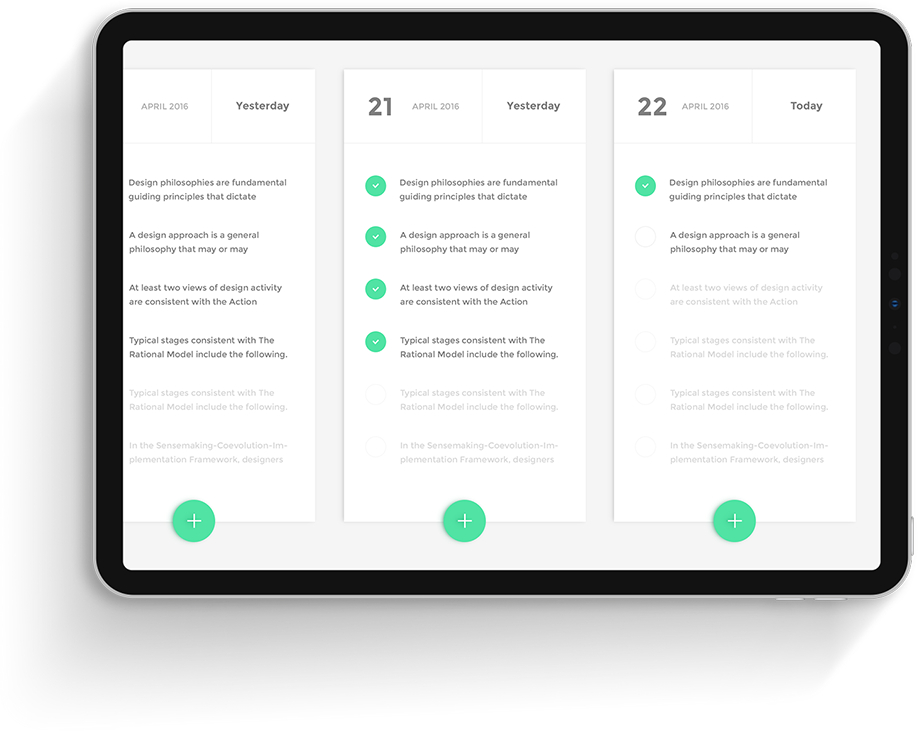 APRIL 2016
Yesterday
Design philosophies are fundamental
guiding principles that dictate
A design approach is a general
philosophy that may or may
At least two views of design activity
are consistent with the Action
Typical stages consistent with The
Rational Model include the following.
Typical stages consistent with The
Rational Model include the following.
In the Sensemaking-Coevolution-Im-
plementation Framework, designers
21 APRIL 2016
Yesterday
Design philosophies are fundamental
guiding principles that dictate
A design approach is a general
philosophy that may or may
At least two views of design activity
are consistent with the Action
Typical stages consistent with The
Rational Model include the following.
Typical stages consistent with The
Rational Model include the following.
In the Sensemaking-Coevolution-Im-
plementation Framework, designers
22 APRIL 2016
Today
Design philosophies are fundamental
guiding principles that dictate
A design approach is a general
philosophy that may or may
At least two views of design activity
are consistent with the Action
Typical stages consistent with The
Rational Model include the following.
Typical stages consistent with The
Rational Model include the following.
In the Sensemaking-Coevolution-Im-
plementation Framework, designers